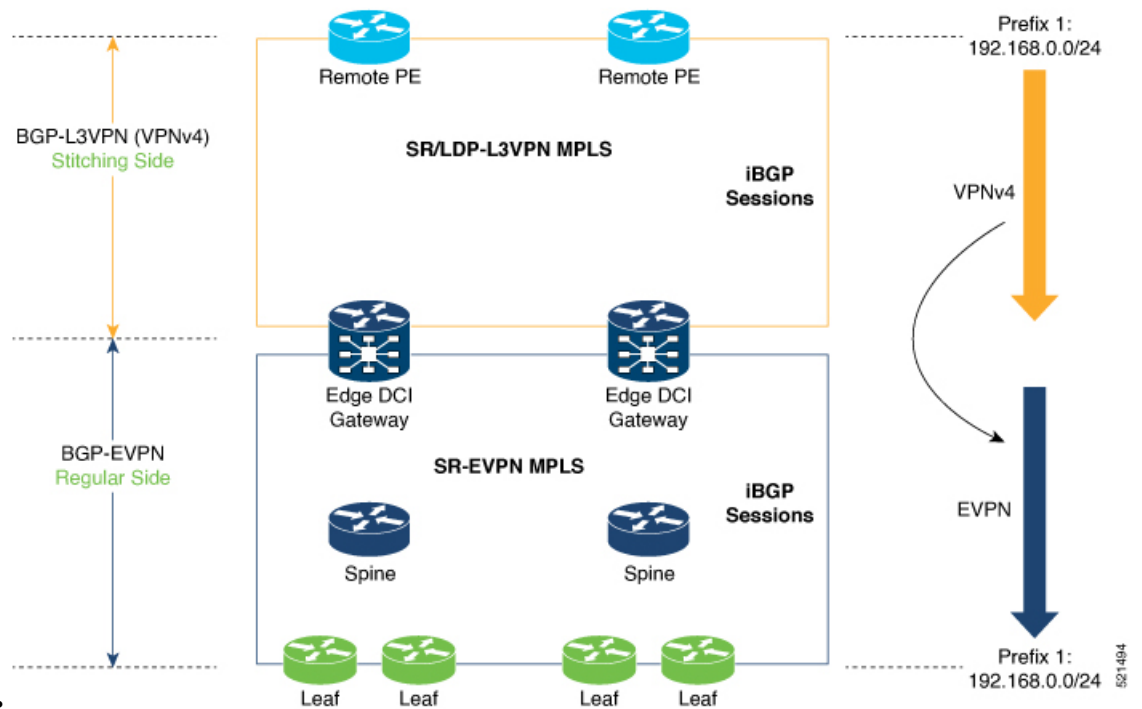 Prefix 1:
192.168.0.0/24
Remote PE
Remote PE
BGP-L3VPN (VPNv4)
Stitching Side
SR/LDP-L3VPN MPLS
iBGP
Sessions
VPNv4
Edge DCI
Gateway
Edge DCI
Gateway
BGP-EVPN
Regular Side
SR-EVPN MPLS
iBGP
Sessions
EVPN
Spine
Spine
Leaf
Leaf
Leaf
Leaf
Prefix 1:
192.168.0.0/24
521494